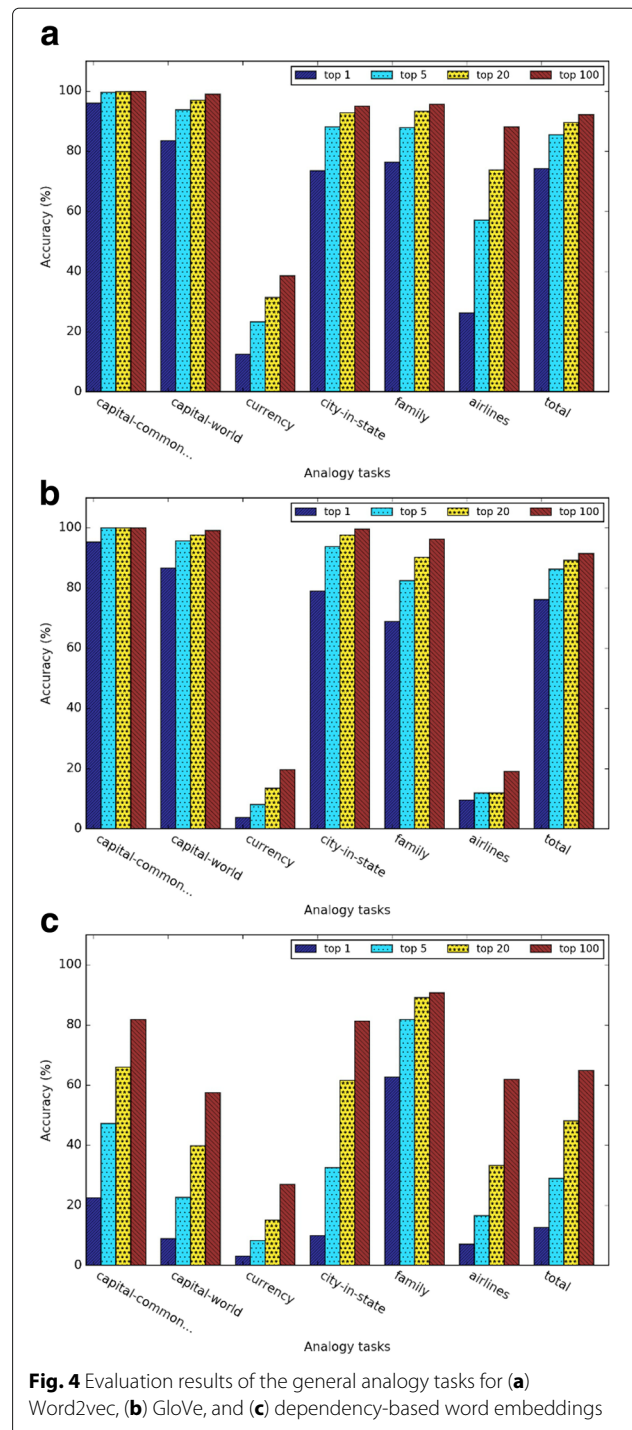 a
top 1 top 5 top 20 top 100
100
80
60
40
20
0
Accuracy (%)
capital-common...
capital-world
currency
city-in-state
family
airlines
total
Analogy tasks
b
top 1 top 5 top 20 top 100
100
80
60
40
20
0
Accuracy (%)
capital-common...
capital-world
currency
city-in-state
family
airlines
total
Analogy tasks
c
top 1 top 5 top 20 top 100
100
80
60
40
20
0
Accuracy (%)
capital-common...
capital-world
currency
city-in-state
family
airlines
total
Analogy tasks
Fig. 4 Evaluation results of the general analogy tasks for (a)
Word2vec, (b) GloVe, and (c) dependency-based word embeddings